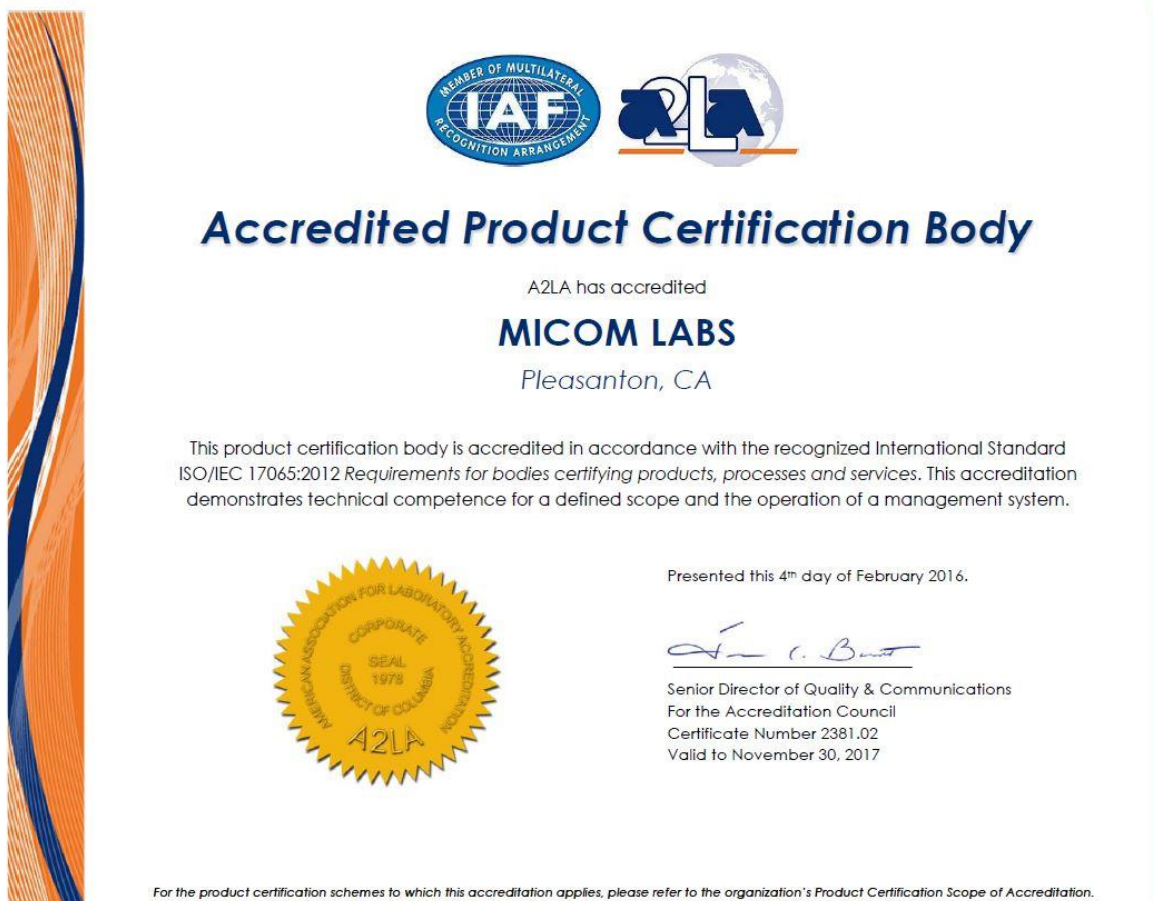 MEMBER OF MULTILATERAL
IAF
RECOGNITION ARRANGEMENT
A2LA
Accredited Product Certification Body
A2LA has accredited
MICOM LABS
Pleasanton, CA
This product certification body is accredited in accordance with the recognized International Standard
ISO/IEC 17065:2012 Requirements for bodies certifying products, processes and services. This accreditation
demonstrates technical competence for a defined scope and the operation of a management system.
AMERICAN ASSOCIATION FOR LABORATORY ACCREDITATION
CORPORATE
SEAL
1978
DISTRICT OF COLUMBIA
A2LA
Presented this 4th day of February 2016.
Senior Director of Quality & Communications
For the Accreditation Council
Certificate Number 2381.02
Valid to November 30, 2017
For the product certification schemes to which this accreditation applies, please refer to the organization's Product Certification Scope of Accreditation.